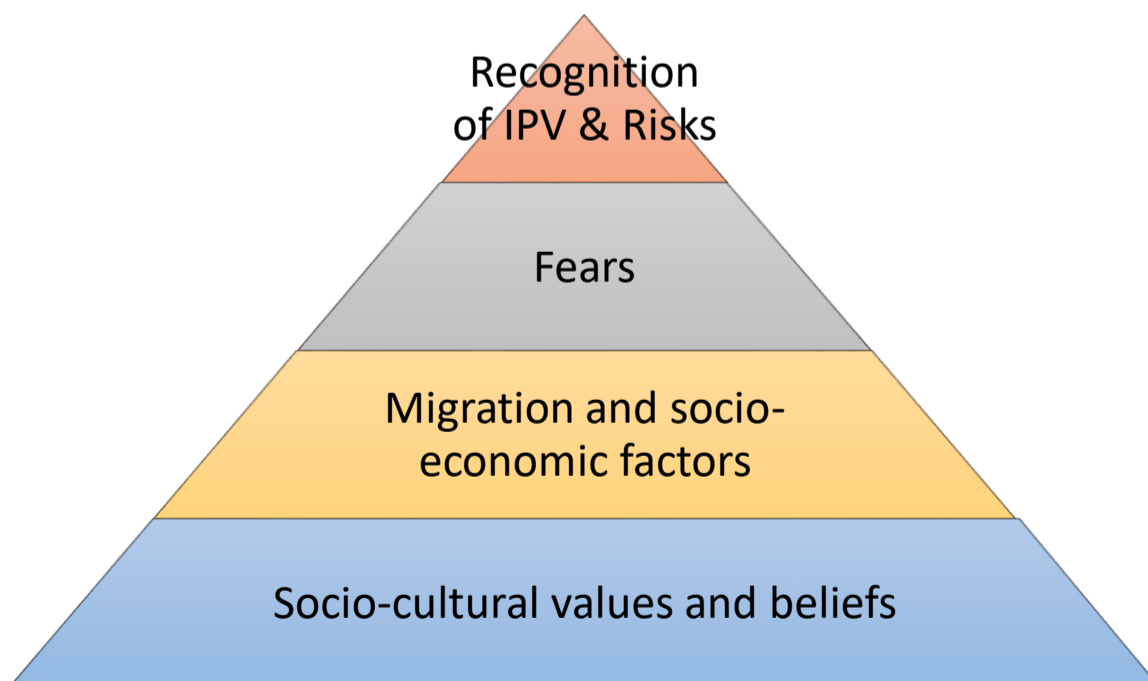 Recognition
of IPV & Risks
Fears
Migration and socio-
economic factors
Socio-cultural values and beliefs